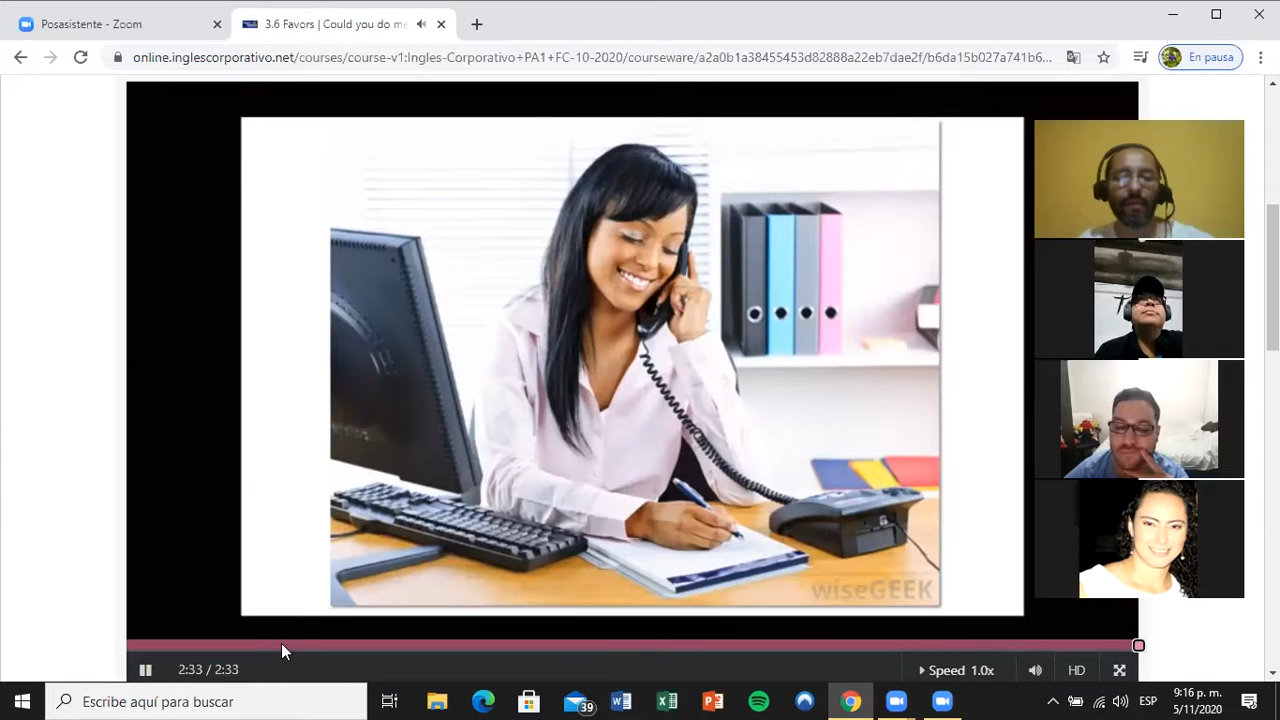 Posasistente - Zoom
3.6 Favors | Could you do me
online.inglescorporativo.net/courses/course-v1:Ingles-Corporativo+PA1+FC-10-2020/courseware/a2a0b1a38455453d82888a22eb7dae2f/b6da15b027a741b6...
En pausa
wiseGEEK
2:33 / 2:33
Speed 1.0x
HD
Escribe aquí para buscar
39
ESP
9:16 p. m.
5/11/2020